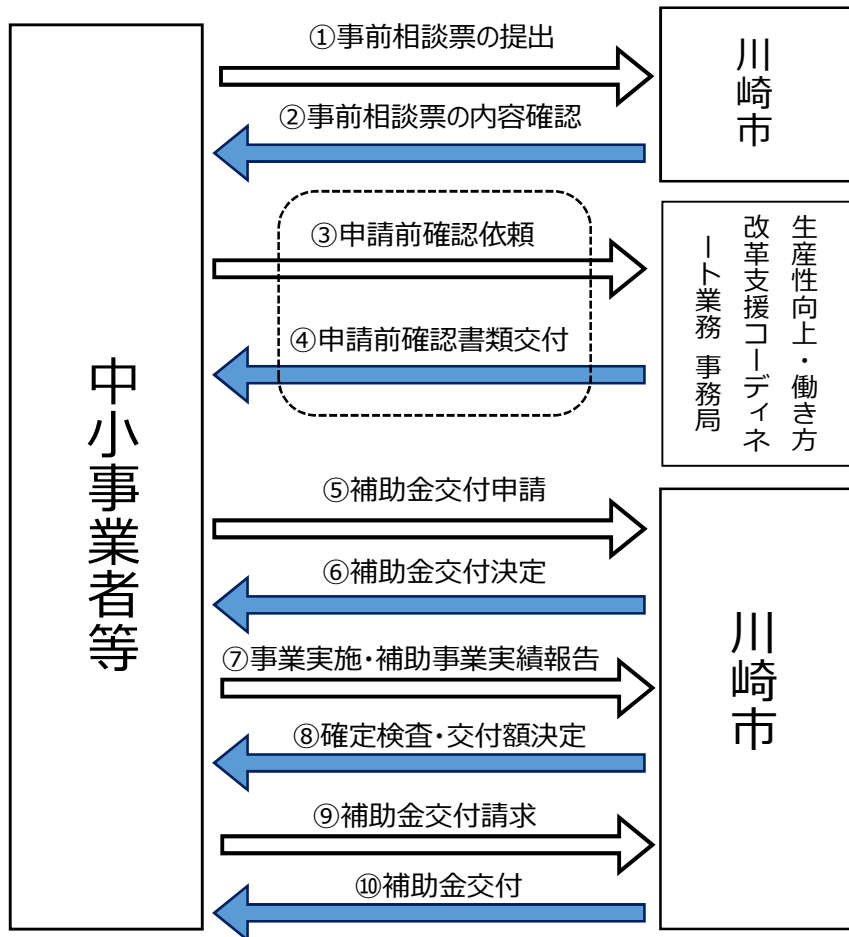 中小事業者等
①事前相談票の提出
②事前相談票の内容確認
川崎市
③申請前確認依頼
④申請前確認書類交付
生産性向上・働き方
改革支援コーディネ
ート業務 事務局
⑤補助金交付申請
⑥補助金交付決定
⑦事業実施・補助事業実績報告
⑧確定検査・交付額決定
⑨補助金交付請求
⑩補助金交付
川崎市